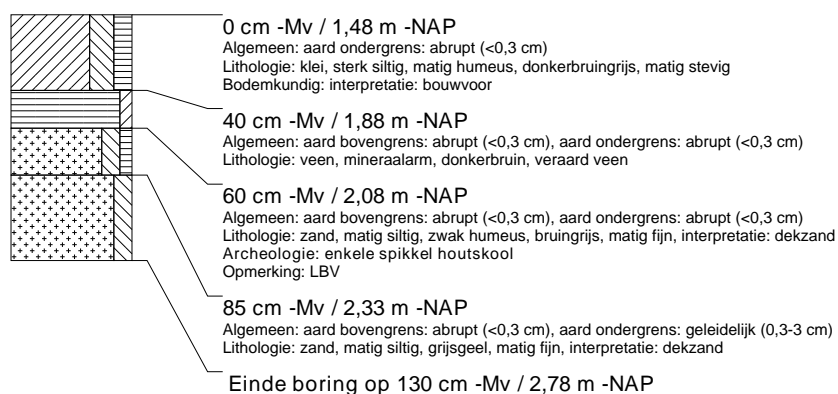 0 cm -Mv / 1,48 m -NAP
Algemeen: aard ondergrens: abrupt (<0,3 cm)
Lithologie: klei, sterk siltig, matig humeus, donkerbruingrijs, matig stevig
Bodemkundig: interpretatie: bouwvoor
40 cm -Mv / 1,88 m -NAP
Algemeen: aard bovengrens: abrupt (<0,3 cm), aard ondergrens: abrupt (<0,3 cm)
Lithologie: veen, mineraalarm, donkerbruin, veraard veen
60 cm -Mv / 2,08 m -NAP
Algemeen: aard bovengrens: abrupt (<0,3 cm), aard ondergrens: abrupt (<0,3 cm)
Lithologie: zand, matig siltig, zwak humeus, bruingrijs, matig fijn, interpretatie: dekzand
Archeologie: enkele spikkel houtskool
Opmerking: LBV
85 cm -Mv / 2,33 m -NAP
Algemeen: aard bovengrens: abrupt (<0,3 cm), aard ondergrens: geleidelijk (0,3-3 cm)
Lithologie: zand, matig siltig, grijsgeel, matig fijn, interpretatie: dekzand
Einde boring op 130 cm -Mv / 2,78 m -NAP